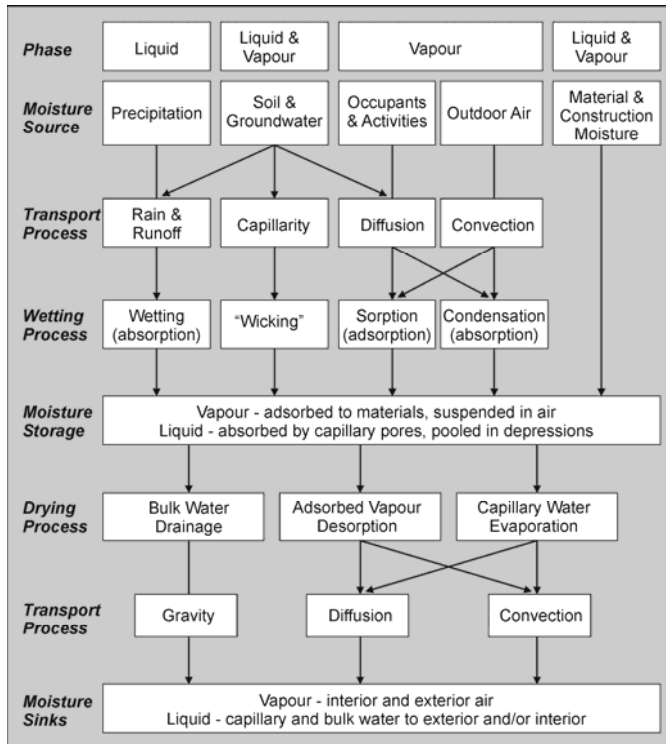 Phase
Liquid
Liquid &
Vapour
Vapour
Liquid &
Vapour
Moisture
Source
Precipitation
Soil &
Groundwater
Occupants
& Activities
Outdoor Air
Material &
Construction
Moisture
Transport
Process
Rain &
Runoff
Capillarity
Diffusion
Convection
Wetting
Process
Wetting
(absorption)
“Wicking”
Sorption
(adsorption)
Condensation
(absorption)
Moisture
Storage
Vapour - adsorbed to materials, suspended in air
Liquid - absorbed by capillary pores, pooled in depressions
Drying
Process
Bulk Water
Drainage
Adsorbed Vapour
Desorption
Capillary Water
Evaporation
Transport
Process
Gravity
Diffusion
Convection
Moisture
Sinks
Vapour - interior and exterior air
Liquid - capillary and bulk water to exterior and/or interior